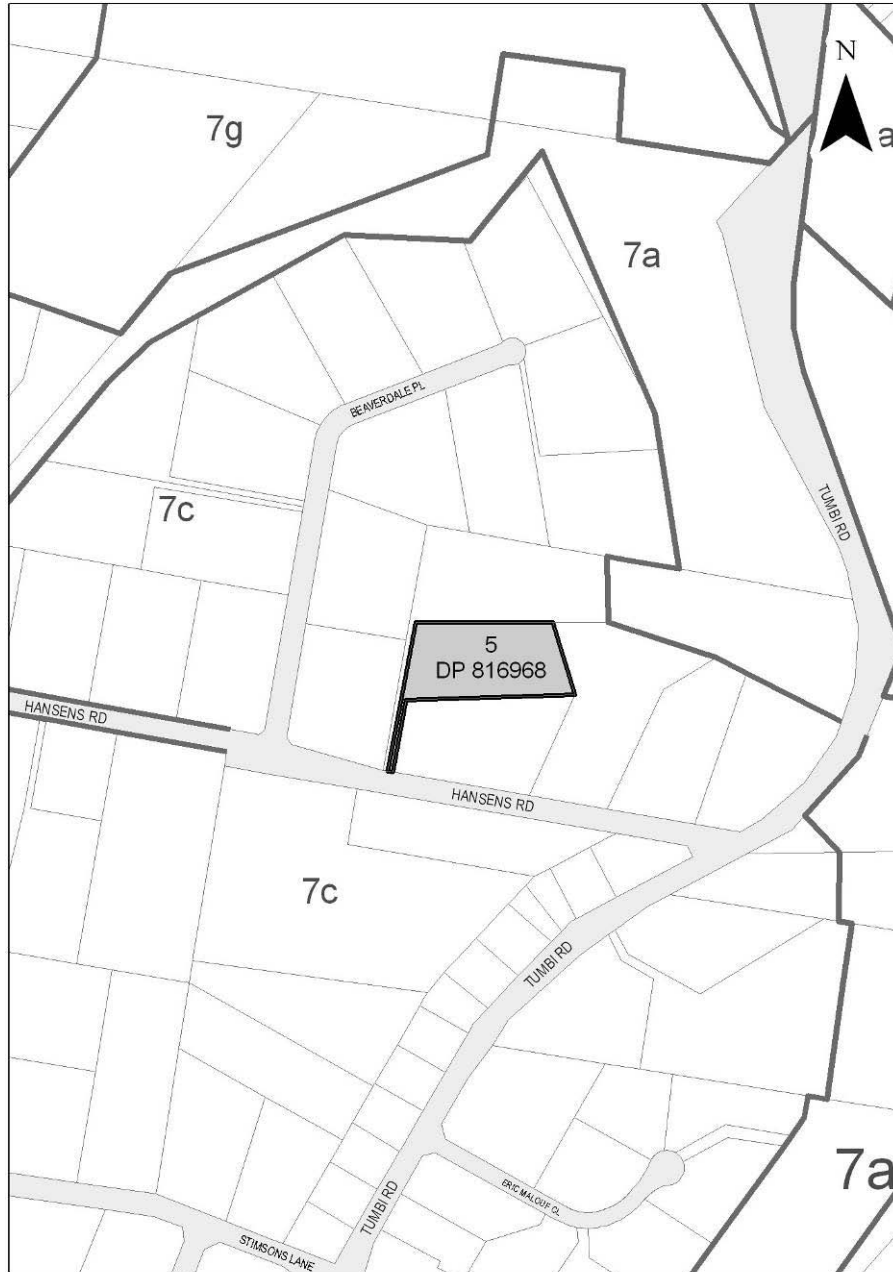 N
7g
a
7a
BEAVERDALE PL
7c
TUMBI RD
5
DP 816968
HANSENS RD
HANSENS RD
7c
TUMBI RD
7a
ERIC MALOUF CL
TUMBI RD
STIMSONS LANE